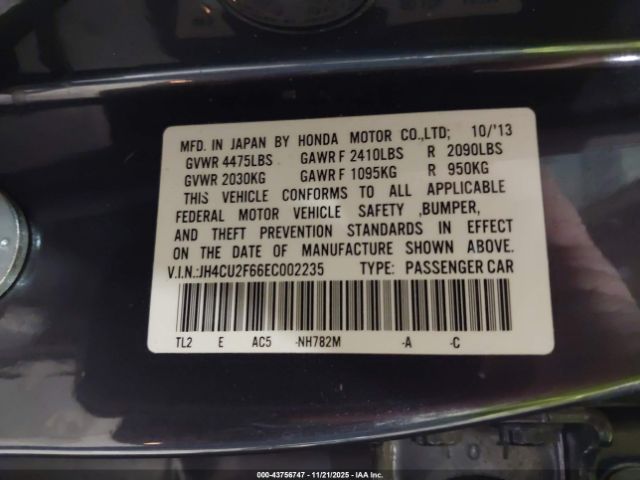 MFD. IN JAPAN BY HONDA MOTOR CO.,LTD; 10/'13
GVWR 4475LBS GAWR F 2410LBS R 2090LBS
GVWR 2030KG GAWR F 1095KG R 950KG
THIS VEHICLE CONFORMS TO ALL APPLICABLE
FEDERAL MOTOR VEHICLE SAFETY ,BUMPER,
AND THEFT PREVENTION STANDARDS IN EFFECT
ON THE DATE OF MANUFACTURE SHOWN ABOVE.
V.I.N.:JH4CU2F66EC002235 TYPE: PASSENGER CAR
TL2 E AC5 -NH782M -A -C
000-43756747 - 11/21/2025 - IAA Inc.